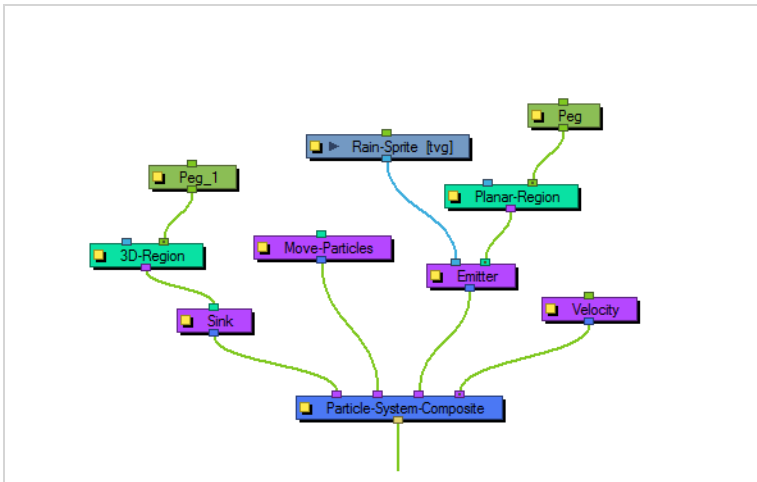 Peg
Rain-Sprite [tvg]
Peg_1
Planar-Region
3D-Region
Move-Particles
Emitter
Velocity
Sink
Particle-System-Composite